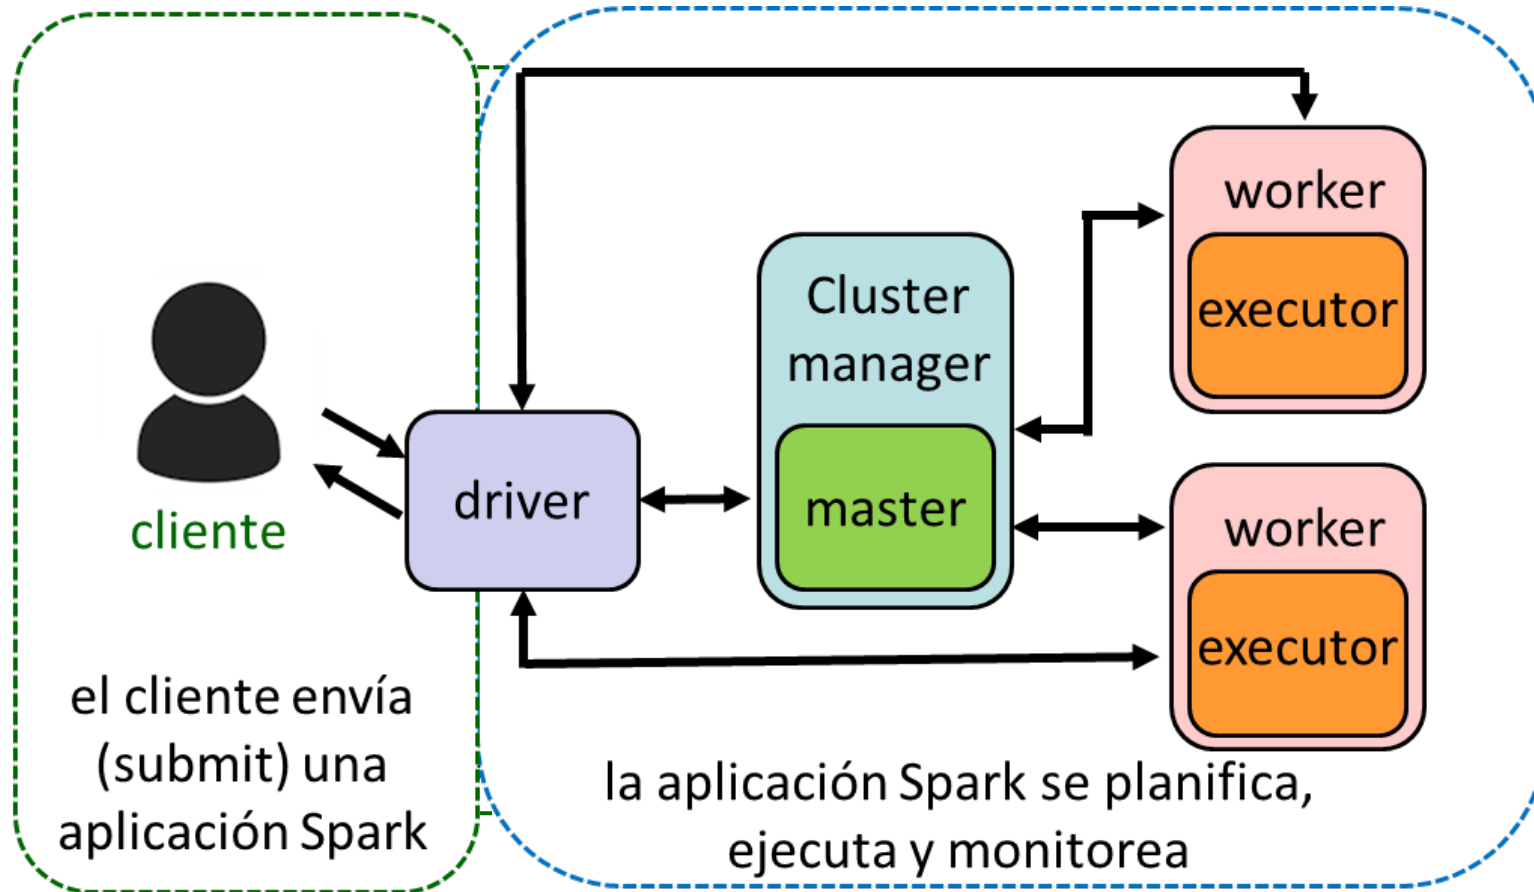 worker
executor
Cluster
manager
master
driver
cliente
worker
executor
el cliente envía
(submit) una
aplicación Spark
la aplicación Spark se planifica,
ejecuta y monitorea